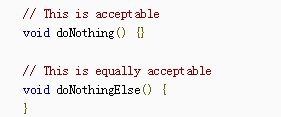 // This is acceptable
void doNothing() {}

// This is equally acceptable
void doNothingElse() {
}